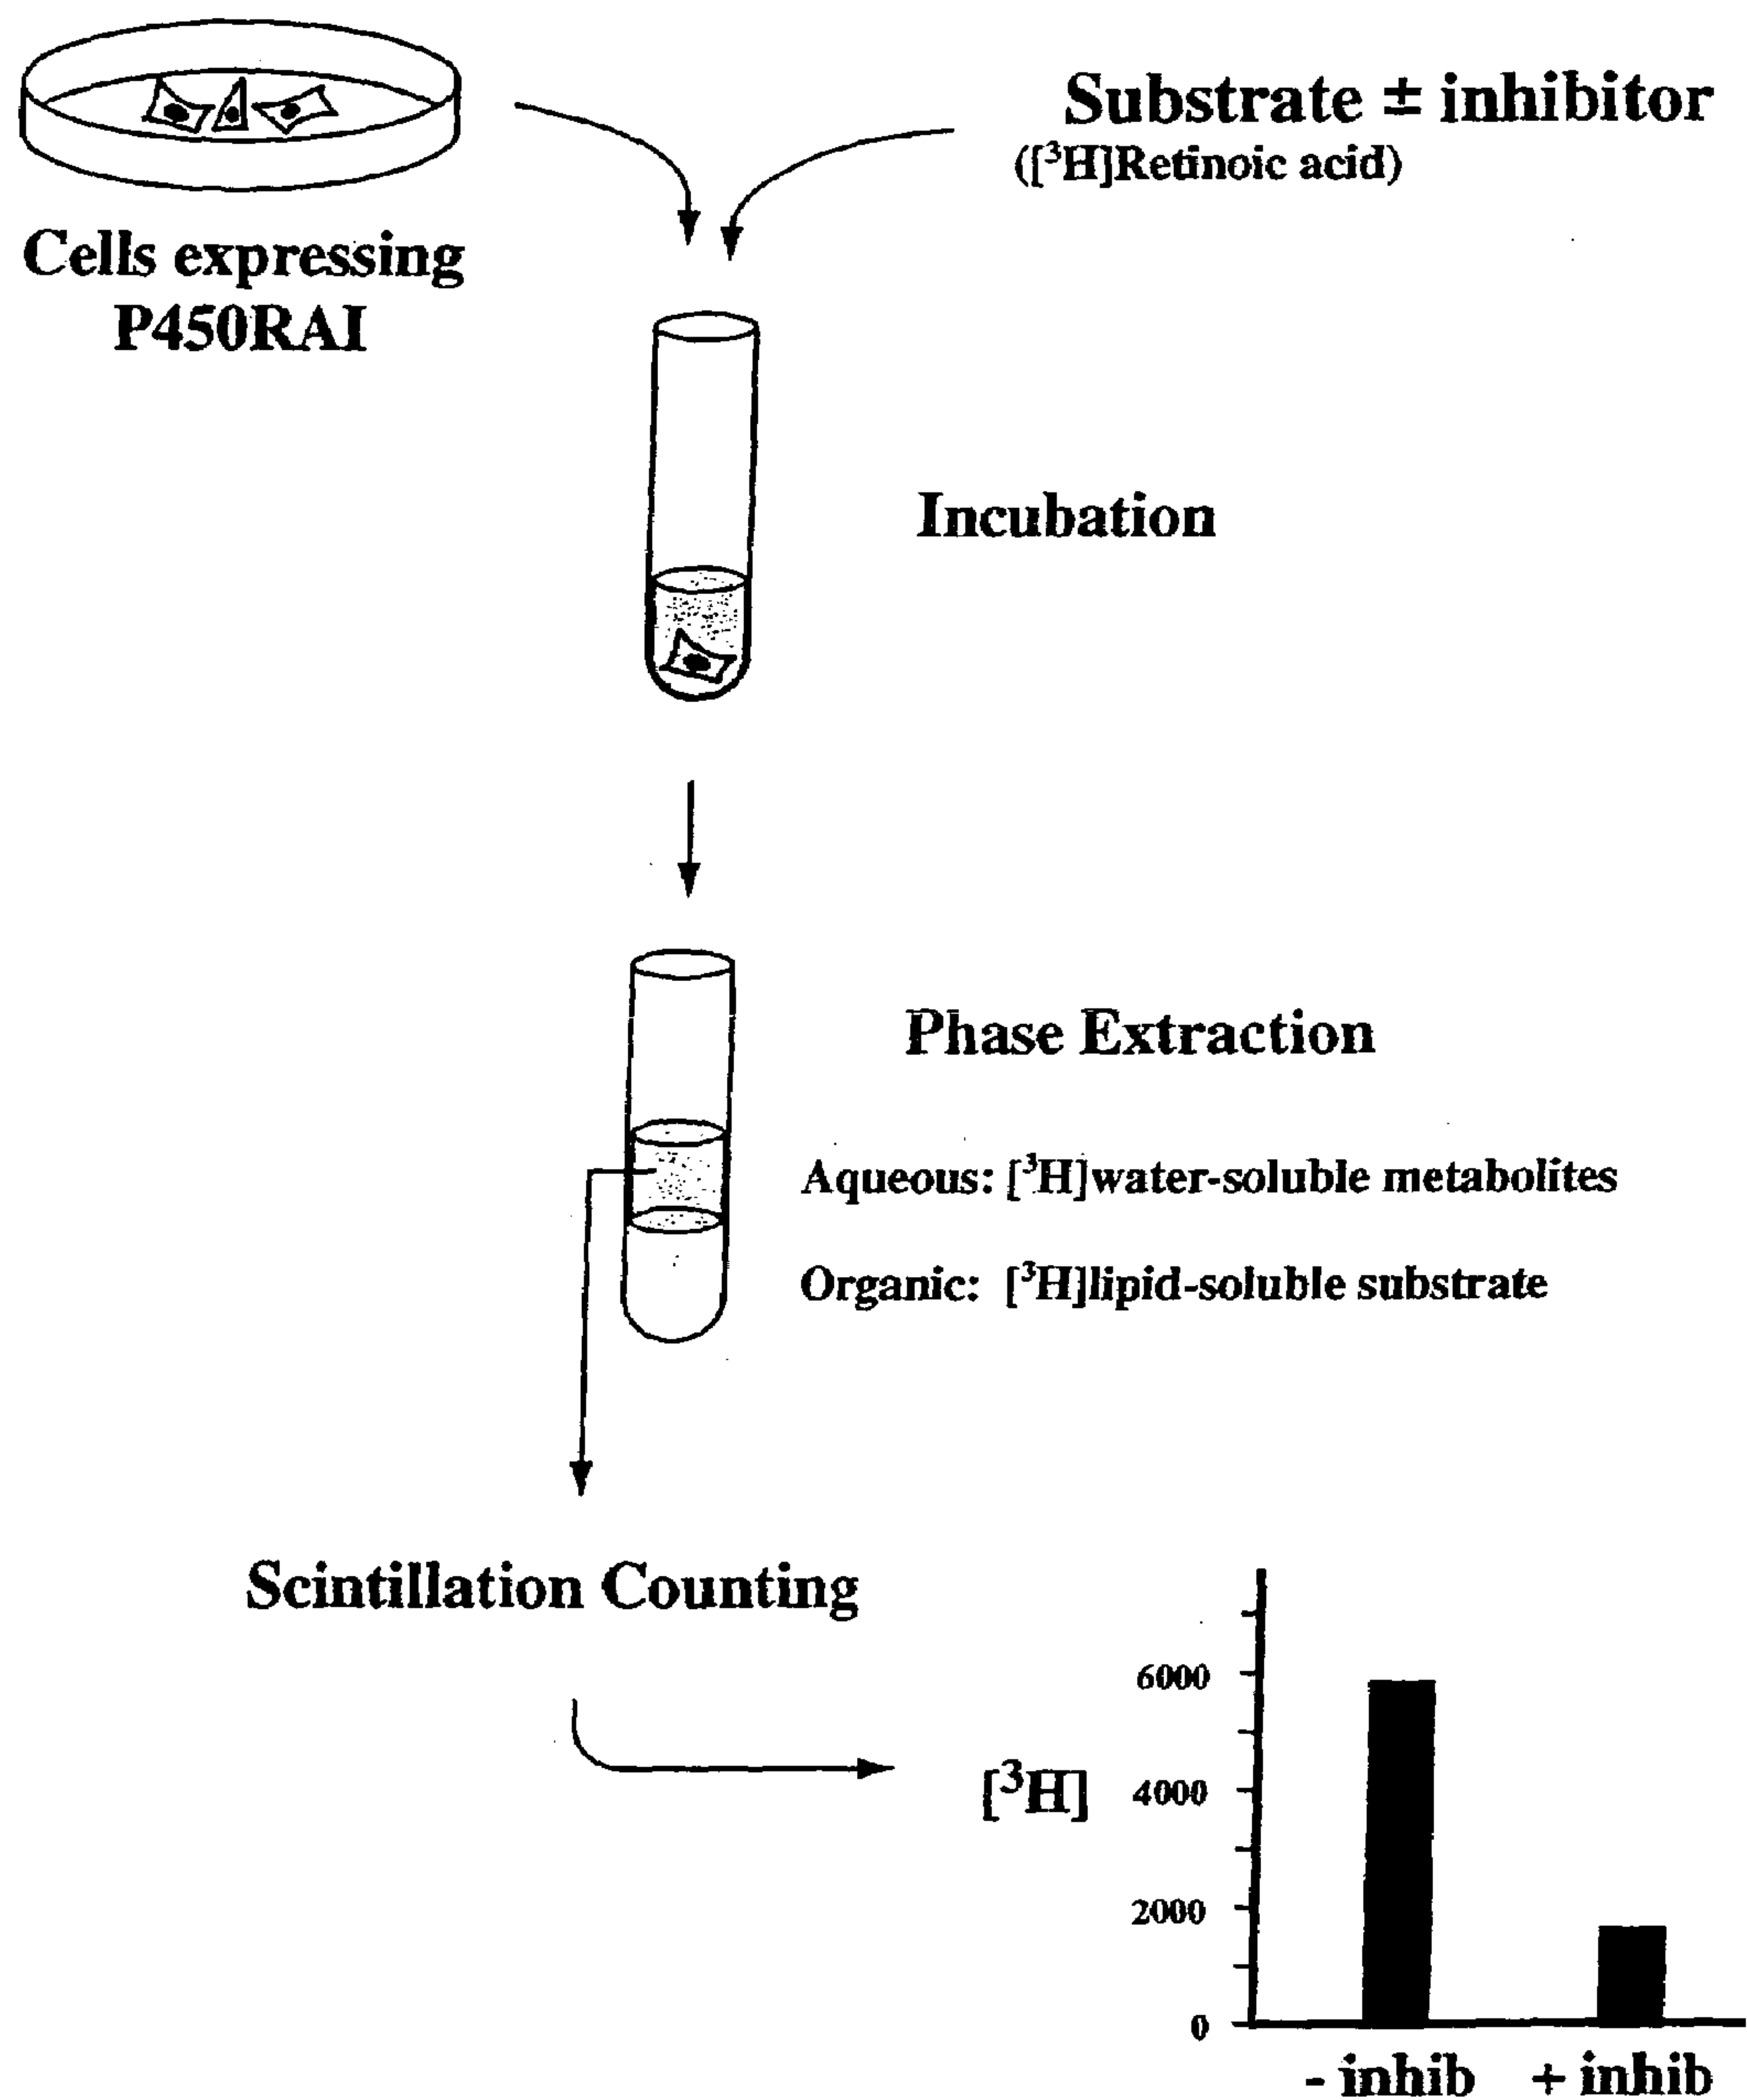 Substrate ± inhibitor
([³H]Retinoic acid)
Cells expressing
P450RAI
Incubation
Phase Extraction
Aqueous: [³H]water-soluble metabolites
Organic: [³H]lipid-soluble substrate
Scintillation Counting
[³H]
6000
4000
2000
0
- inhib + inhib